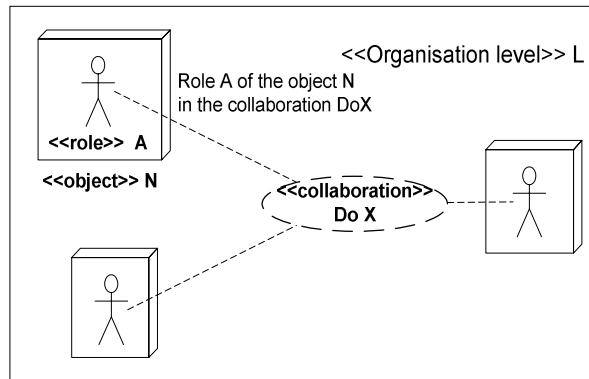 <<Organisation level>> L
Role A of the object N
in the collaboration DoX
<<role>> A
<<object>> N
<<collaboration>>
Do X